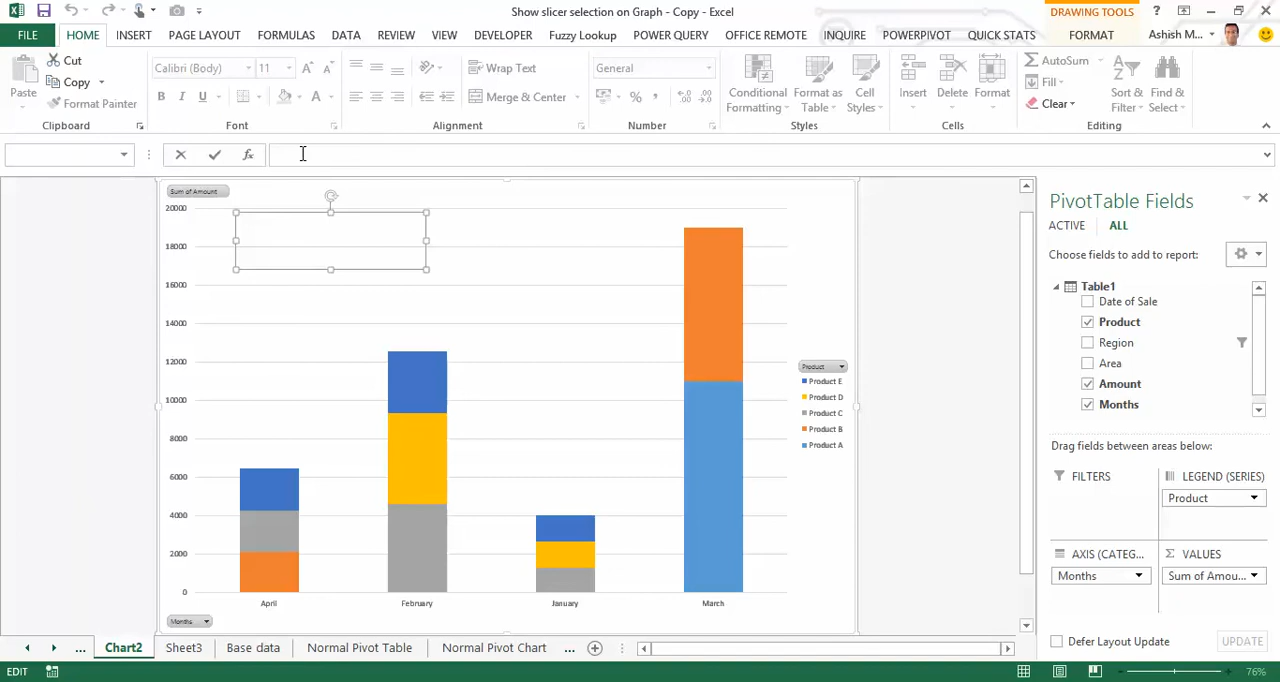 Show slicer selection on Graph - Copy - Excel
DRAWING TOOLS
?
FILE
HOME
INSERT
PAGE LAYOUT
FORMULAS
DATA
REVIEW
VIEW
DEVELOPER
Fuzzy Lookup
POWER QUERY
OFFICE REMOTE
INQUIRE
POWERPIVOT
QUICK STATS
FORMAT
Ashish M...
Paste
Cut
Copy
Format Painter
Clipboard
Calibri (Body)
11
B I U
Font
Wrap Text
Merge & Center
Alignment
General
%
Number
Conditional Formatting
Format as Table
Cell Styles
Styles
Insert
Delete
Format
Cells
AutoSum
Fill
Clear
Sort & Filter
Find & Select
Editing
fx
Sum of Amount
20000
18000
16000
14000
12000
10000
8000
6000
4000
2000
0
April
February
January
March
Months
Product
Product E
Product D
Product C
Product B
Product A
PivotTable Fields
ACTIVE
ALL
Choose fields to add to report:
Table1
Date of Sale
Product
Region
Area
Amount
Months
Drag fields between areas below:
FILTERS
LEGEND (SERIES)
Product
AXIS (CATEG...
VALUES
Months
Sum of Amou...
Defer Layout Update
UPDATE
...
Chart2
Sheet3
Base data
Normal Pivot Table
Normal Pivot Chart
...
EDIT
76%